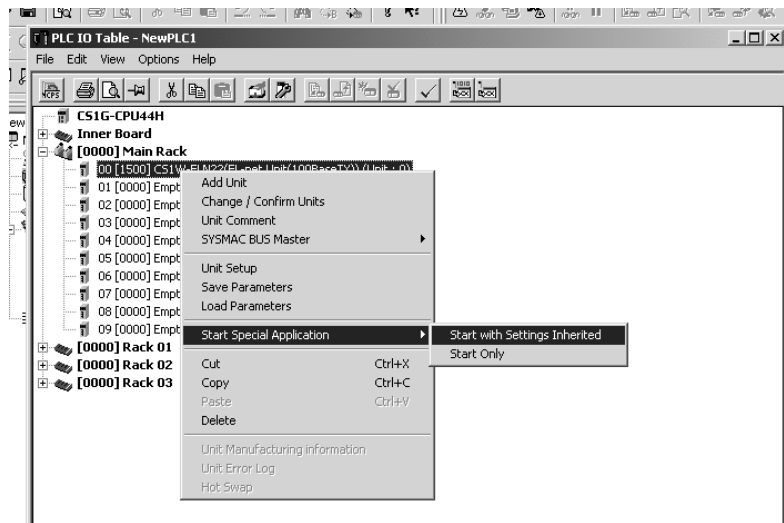 PLC IO Table - NewPLC1
File Edit View Options Help
CS1G-CPU44H
Inner Board
[0000] Main Rack
00 [1500] CS1W-FLN22(FL-net Unit(100BaseTX)) (Unit : 0)
01 [0000] Empt
02 [0000] Empt
03 [0000] Empt
04 [0000] Empt
05 [0000] Empt
06 [0000] Empt
07 [0000] Empt
08 [0000] Empt
09 [0000] Empt
[0000] Rack 01
[0000] Rack 02
[0000] Rack 03
Add Unit
Change / Confirm Units
Unit Comment
SYSMAC BUS Master
Unit Setup
Save Parameters
Load Parameters
Start Special Application
Cut Ctrl+X
Copy Ctrl+C
Paste Ctrl+V
Delete
Unit Manufacturing information
Unit Error Log
Hot Swap
Start with Settings Inherited
Start Only